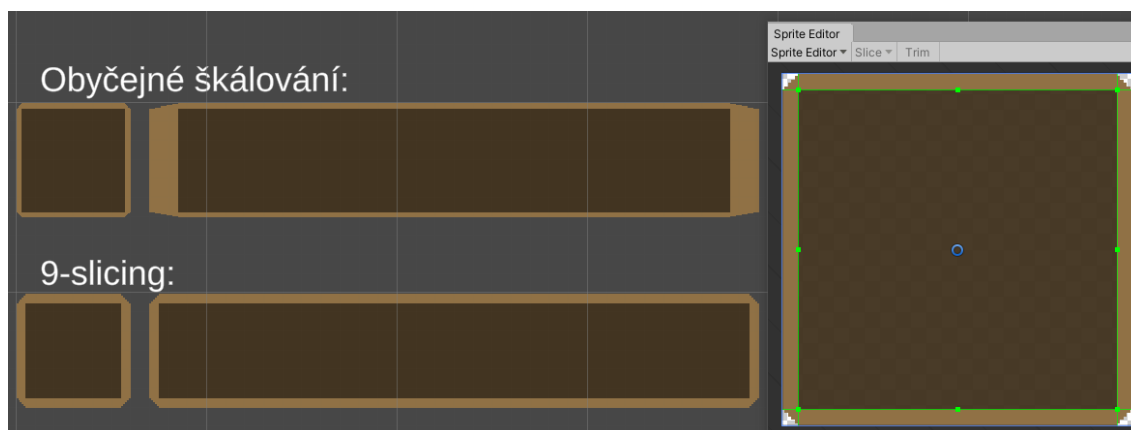 Obyčejné škálování:
9-slicing:
Sprite Editor
Sprite Editor Slice Trim